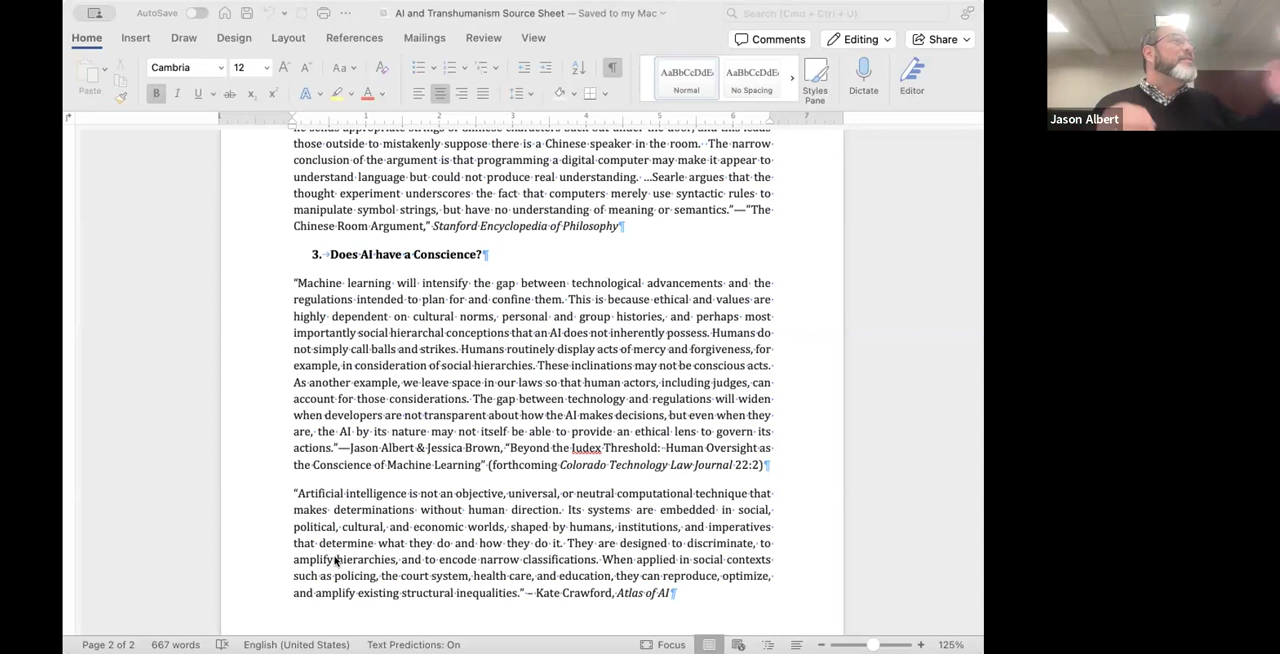 AutoSave
AI and Transhumanism Source Sheet — Saved to my Mac
Search (Cmd + Ctrl + U)
Home Insert Draw Design Layout References Mailings Review View
Comments Editing Share
Paste
Cambria 12
AaBbCcDdEe AaBbCcDdEe
Normal No Spacing
Styles Pane
Dictate
Editor
1 1 2 3 4 5 6 7
those outside to mistakenly suppose there is a Chinese speaker in the room. The narrow
conclusion of the argument is that programming a digital computer may make it appear to
understand language but could not produce real understanding. …Searle argues that the
thought experiment underscores the fact that computers merely use syntactic rules to
manipulate symbol strings, but have no understanding of meaning or semantics.”—“The
Chinese Room Argument,” Stanford Encyclopedia of Philosophy¶
3. Does AI have a Conscience?¶
“Machine learning will intensify the gap between technological advancements and the
regulations intended to plan for and confine them. This is because ethical and values are
highly dependent on cultural norms, personal and group histories, and perhaps most
importantly social hierarchal conceptions that an AI does not inherently possess. Humans do
not simply call balls and strikes. Humans routinely display acts of mercy and forgiveness, for
example, in consideration of social hierarchies. These inclinations may not be conscious acts.
As another example, we leave space in our laws so that human actors, including judges, can
account for those considerations. The gap between technology and regulations will widen
when developers are not transparent about how the AI makes decisions, but even when they
are, the AI by its nature may not itself be able to provide an ethical lens to govern its
actions.”—Jason Albert & Jessica Brown, “Beyond the Judex Threshold: Human Oversight as
the Conscience of Machine Learning” (forthcoming Colorado Technology Law Journal 22:2)¶
“Artificial intelligence is not an objective, universal, or neutral computational technique that
makes determinations without human direction. Its systems are embedded in social,
political, cultural, and economic worlds, shaped by humans, institutions, and imperatives
that determine what they do and how they do it. They are designed to discriminate, to
amplify hierarchies, and to encode narrow classifications. When applied in social contexts
such as policing, the court system, health care, and education, they can reproduce, optimize,
and amplify existing structural inequalities.” – Kate Crawford, Atlas of AI¶
Page 2 of 2 667 words English (United States) Text Predictions: On Focus 125%
Jason Albert